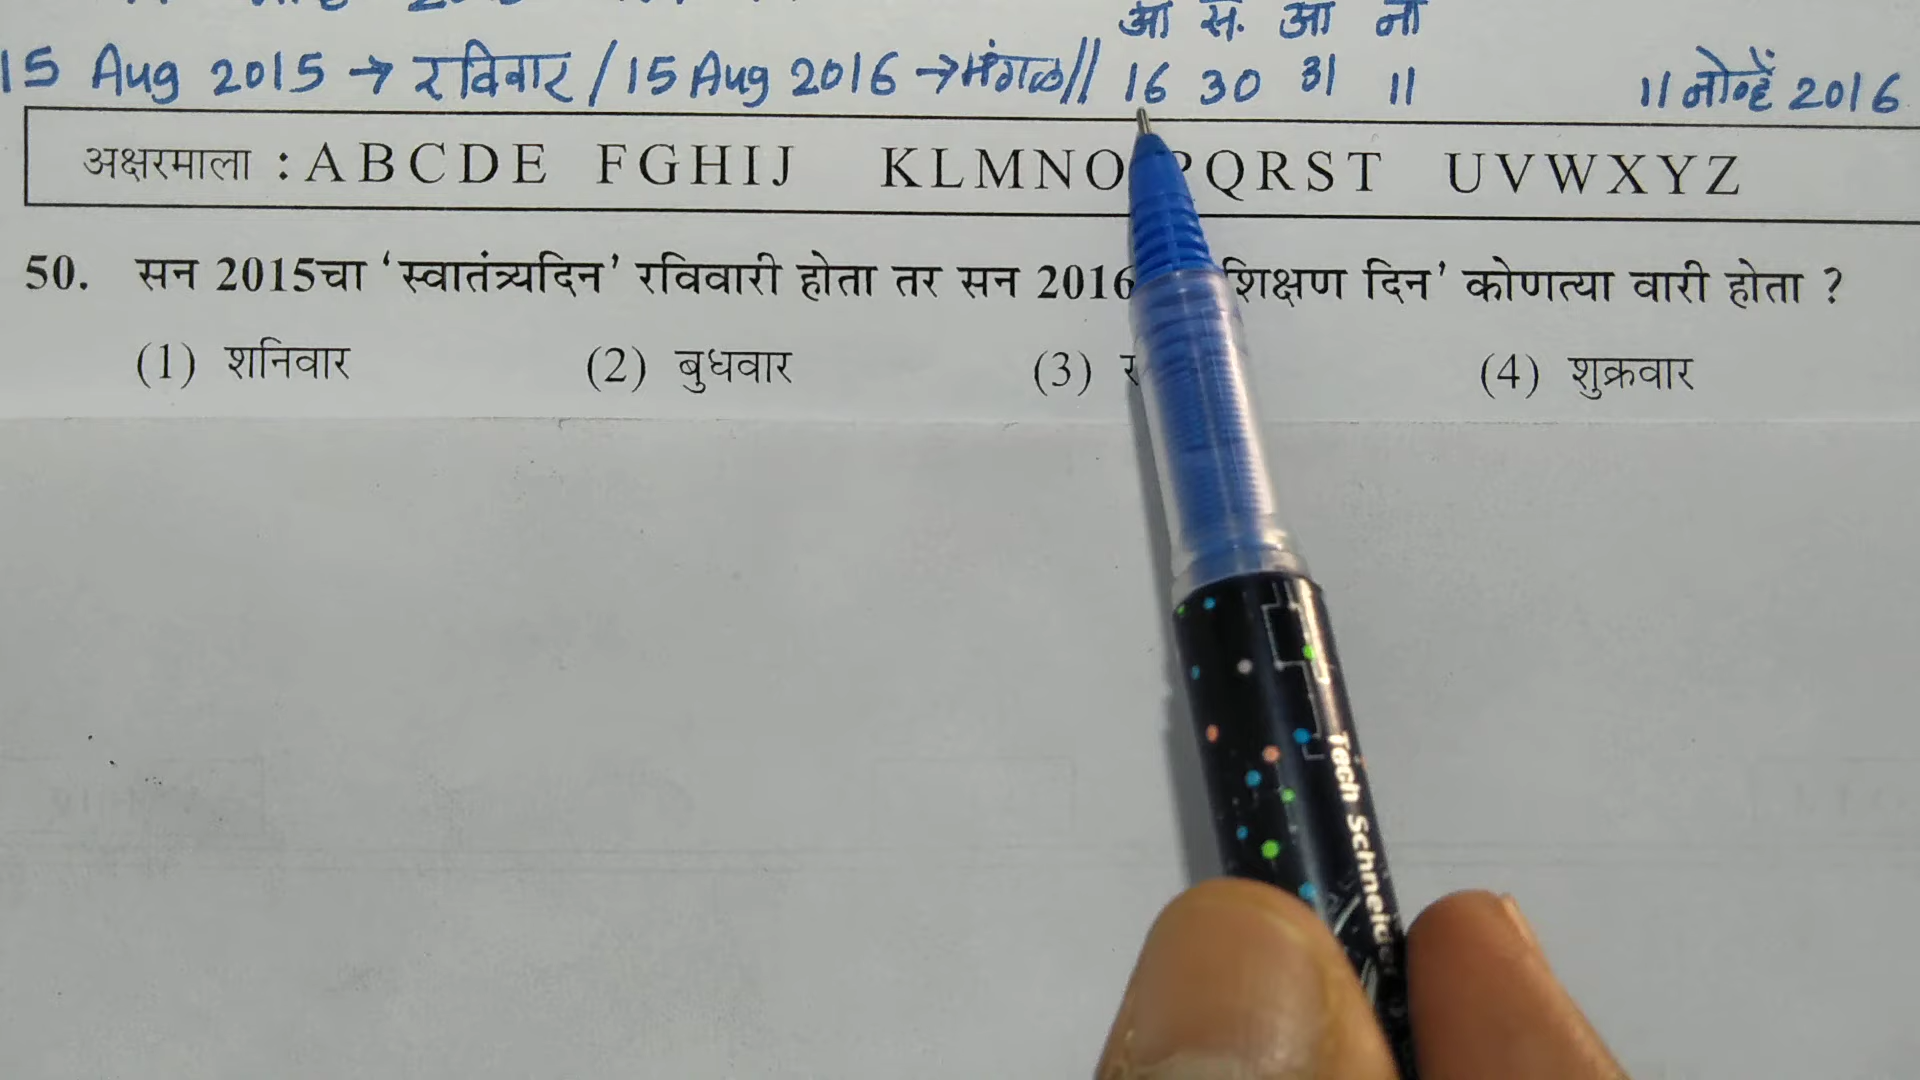 आ स. आ नो
15 Aug 2015 → रविवार / 15 Aug 2016 → मंगळ // 16 30 31 11 11 नोव्हें 2016
अक्षरमाला : A B C D E F G H I J K L M N O P Q R S T U V W X Y Z
50. सन 2015चा ‘स्वातंत्र्यदिन’ रविवारी होता तर सन 2016 शिक्षण दिन’ कोणत्या वारी होता ?
(1) शनिवार (2) बुधवार (3) (4) शुक्रवार
Tech Schneider